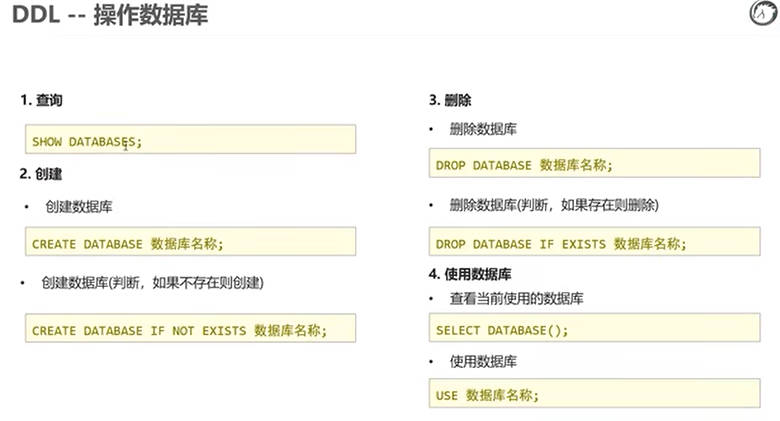 DDL -- 操作数据库
1. 查询
SHOW DATABASES;
2. 创建
• 创建数据库
CREATE DATABASE 数据库名称;
• 创建数据库(判断，如果不存在则创建)
CREATE DATABASE IF NOT EXISTS 数据库名称;
3. 删除
• 删除数据库
DROP DATABASE 数据库名称;
• 删除数据库(判断，如果存在则删除)
DROP DATABASE IF EXISTS 数据库名称;
4. 使用数据库
• 查看当前使用的数据库
SELECT DATABASE();
• 使用数据库
USE 数据库名称;